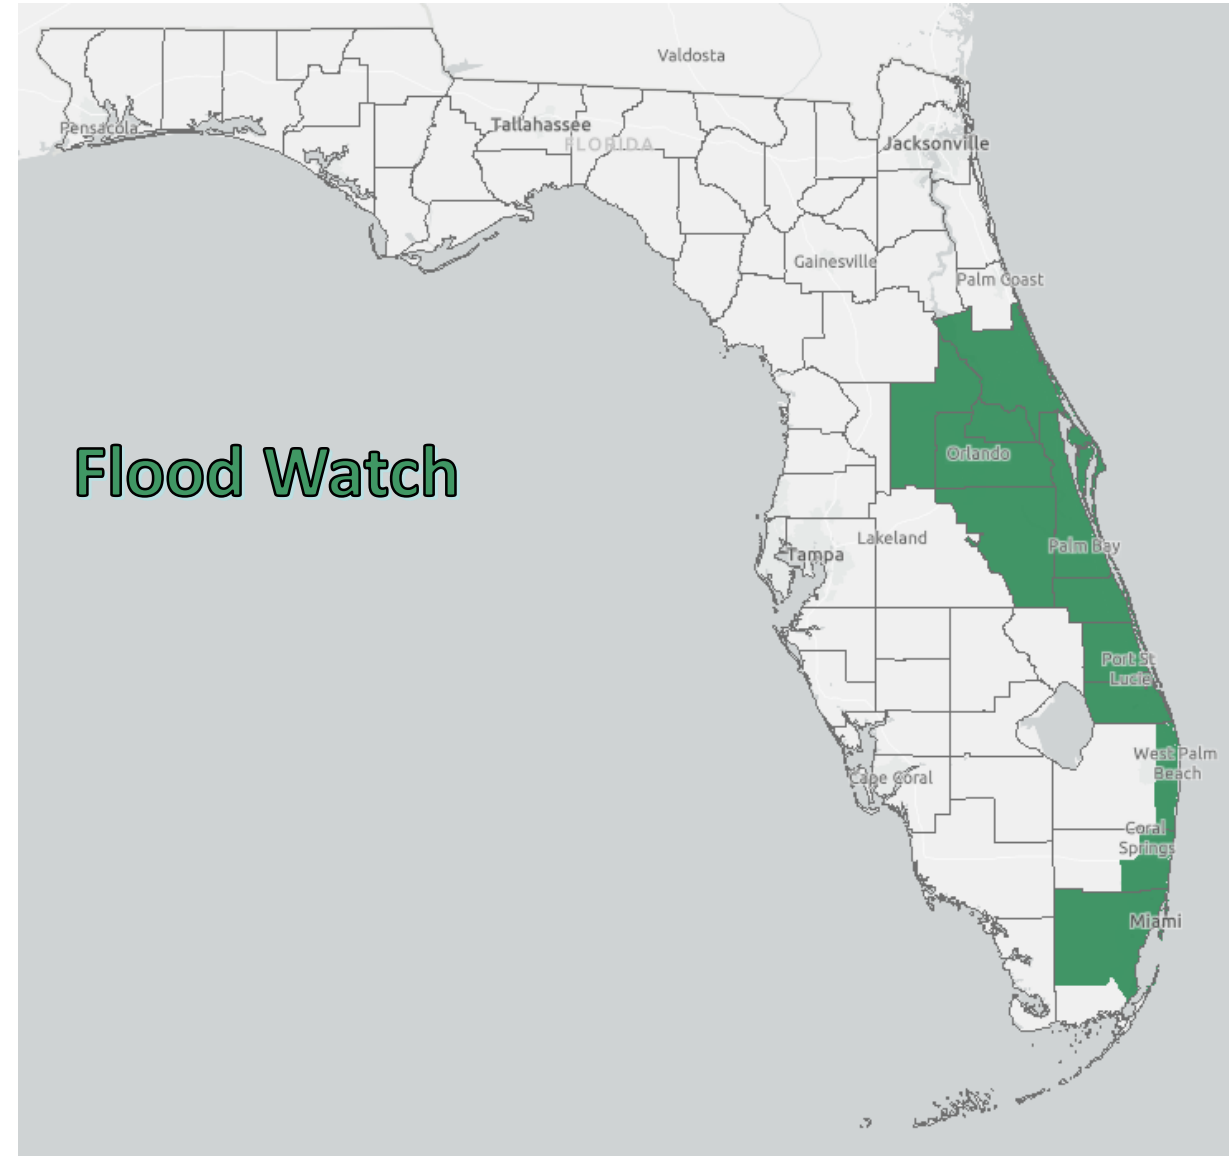 Valdosta
Pensacola
Tallahassee
FLORIDA
Jacksonville
Gainesville
Palm Coast
Flood Watch
Orlando
Tampa
Lakeland
Palm Bay
Port St
Lucie
West Palm
Beach
Cape Coral
Coral
Springs
Miami